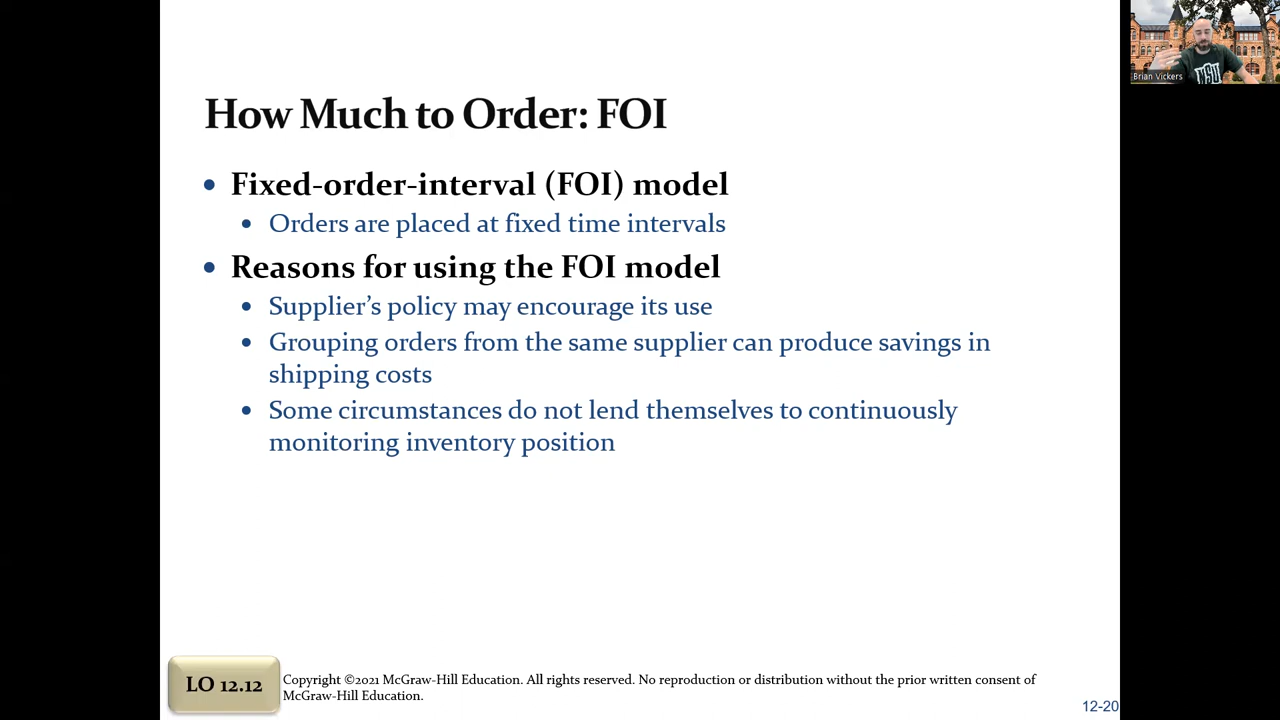 How Much to Order: FOI
• Fixed-order-interval (FOI) model
• Orders are placed at fixed time intervals
• Reasons for using the FOI model
• Supplier’s policy may encourage its use
• Grouping orders from the same supplier can produce savings in
shipping costs
• Some circumstances do not lend themselves to continuously
monitoring inventory position
LO 12.12
Copyright ©2021 McGraw-Hill Education. All rights reserved. No reproduction or distribution without the prior written consent of
McGraw-Hill Education.
12-20
Brian Vickers
WSU